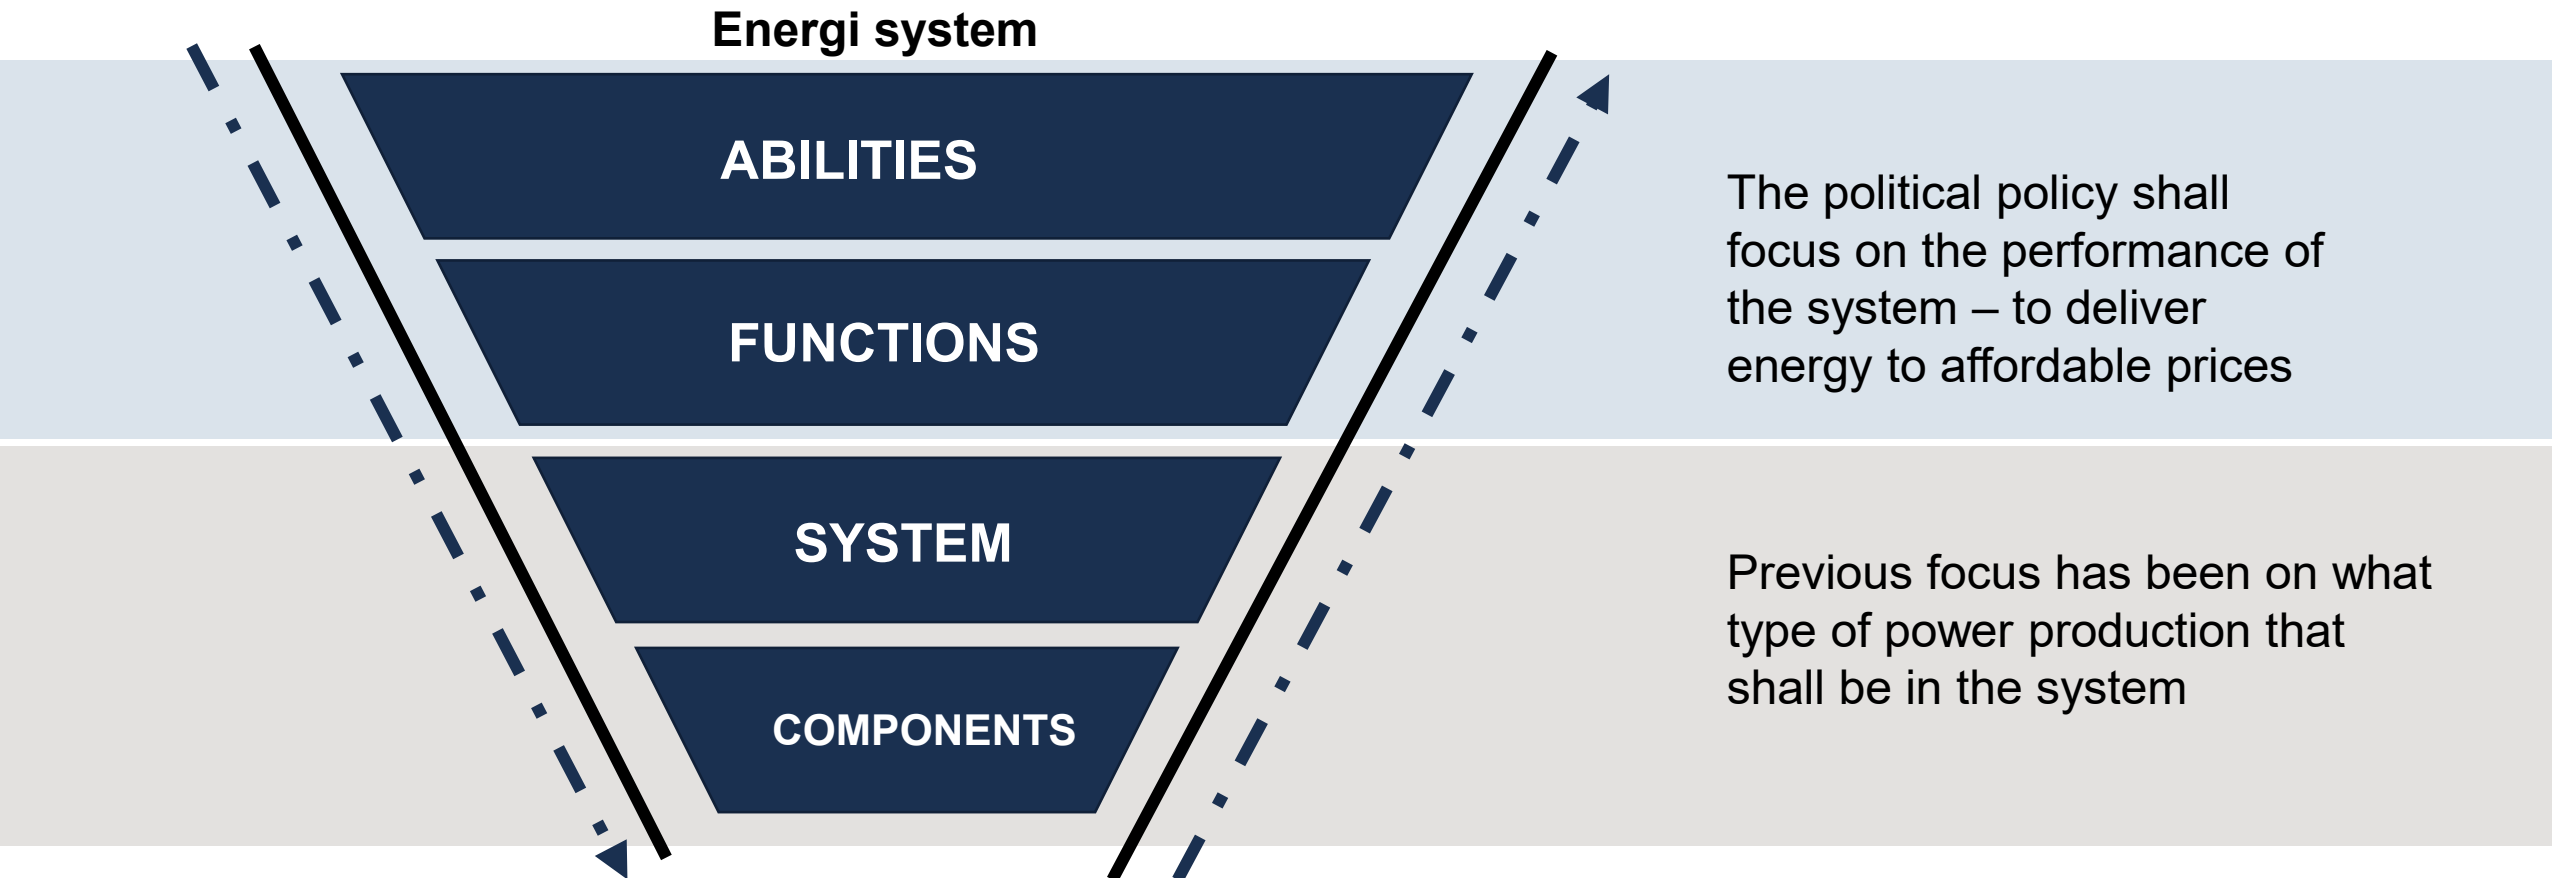 Energi system
ABILITIES
FUNCTIONS
The political policy shall
focus on the performance of
the system – to deliver
energy to affordable prices
SYSTEM
COMPONENTS
Previous focus has been on what
type of power production that
shall be in the system